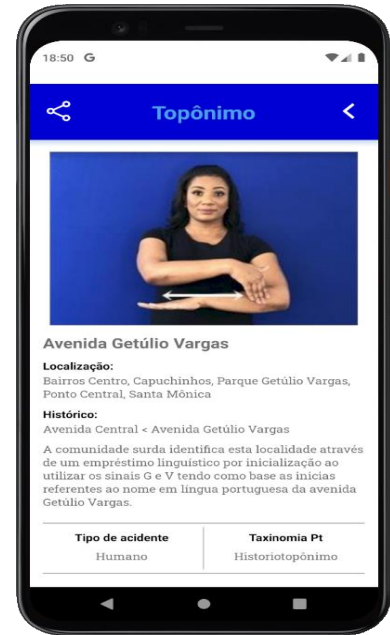 18:50 G
Topônimo
Avenida Getúlio Vargas
Localização:
Bairros Centro, Capuchinhos, Parque Getúlio Vargas,
Ponto Central, Santa Mônica
Histórico:
Avenida Central < Avenida Getúlio Vargas
A comunidade surda identifica esta localidade através
de um empréstimo linguístico por inicialização ao
utilizar os sinais G e V tendo como base as inicias
referentes ao nome em língua portuguesa da avenida
Getúlio Vargas.
Tipo de acidente
Humano
Taxinomia Pt
Historiotopônimo